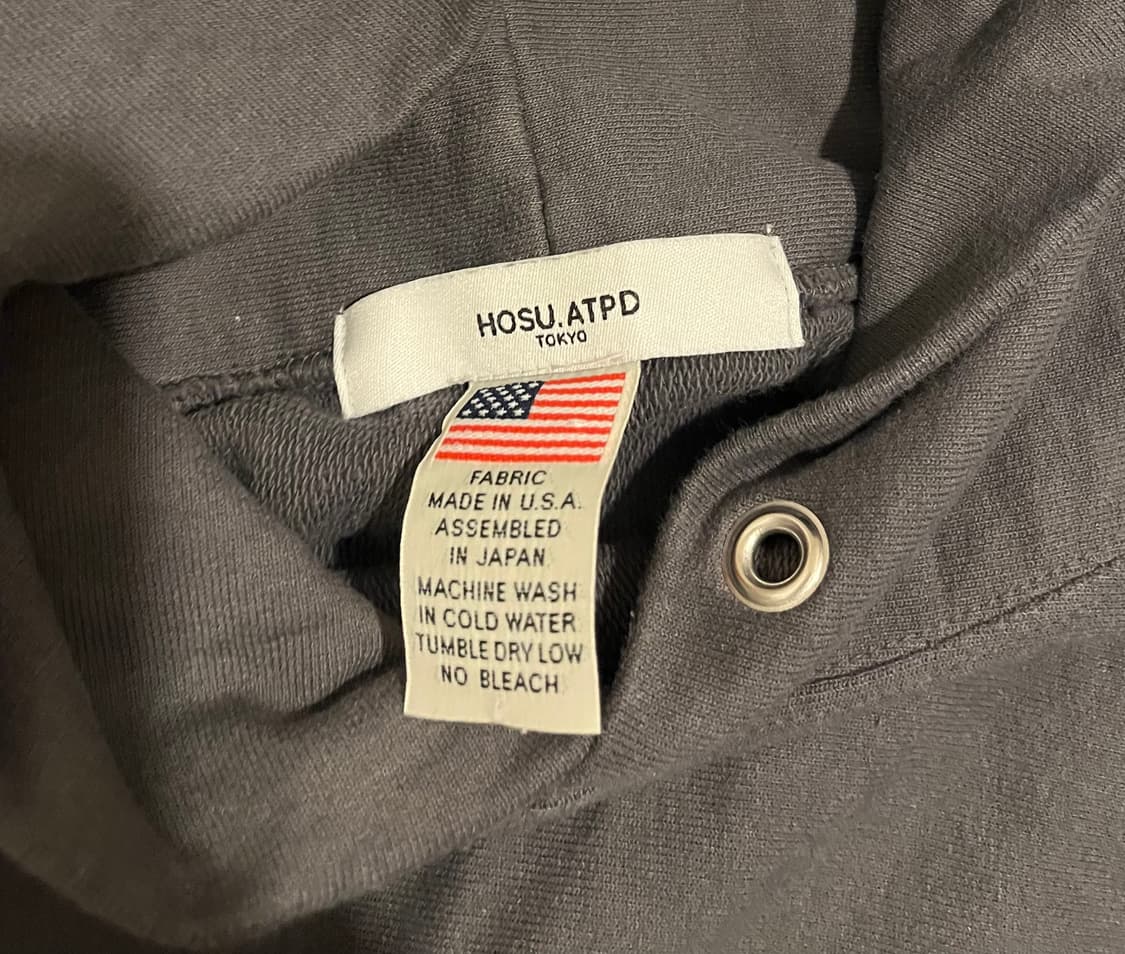 HOSU.ATPD
TOKYO
FABRIC
MADE IN U.S.A.
ASSEMBLED
IN JAPAN
MACHINE WASH
IN COLD WATER
TUMBLE DRY LOW
NO BLEACH